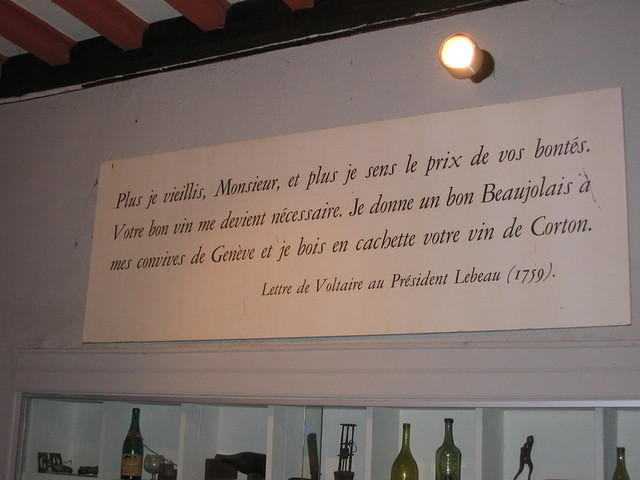 Plus je vieillis, Monsieur, et plus je sens le prix de vos bontés.
Votre bon vin me devient nécessaire. Je donne un bon Beaujolais à
mes convives de Genève et je bois en cachette votre vin de Corton.
Lettre de Voltaire au Président Lebeau (1759).